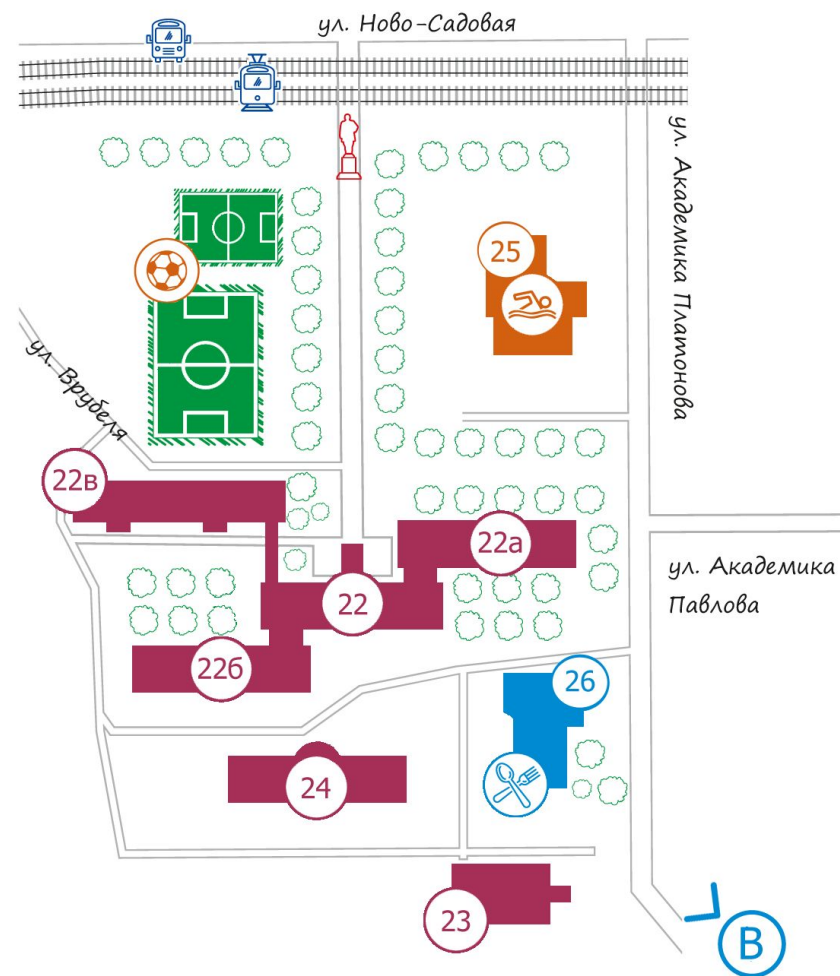 ул. Ново-Садовая
ул. Академика Платонова
25
ул. Врубеля
22в
22а
ул. Академика
Павлова
22
22б
26
24
23
В